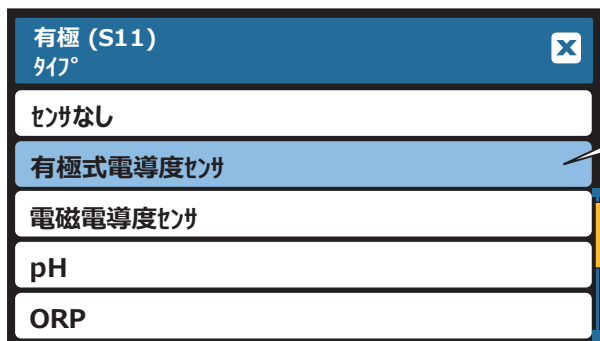 有極 (S11)
ﾀｲﾌﾟ
X
ｾﾝｻなし
有極式電導度ｾﾝｻ
電磁電導度ｾﾝｻ
pH
ORP